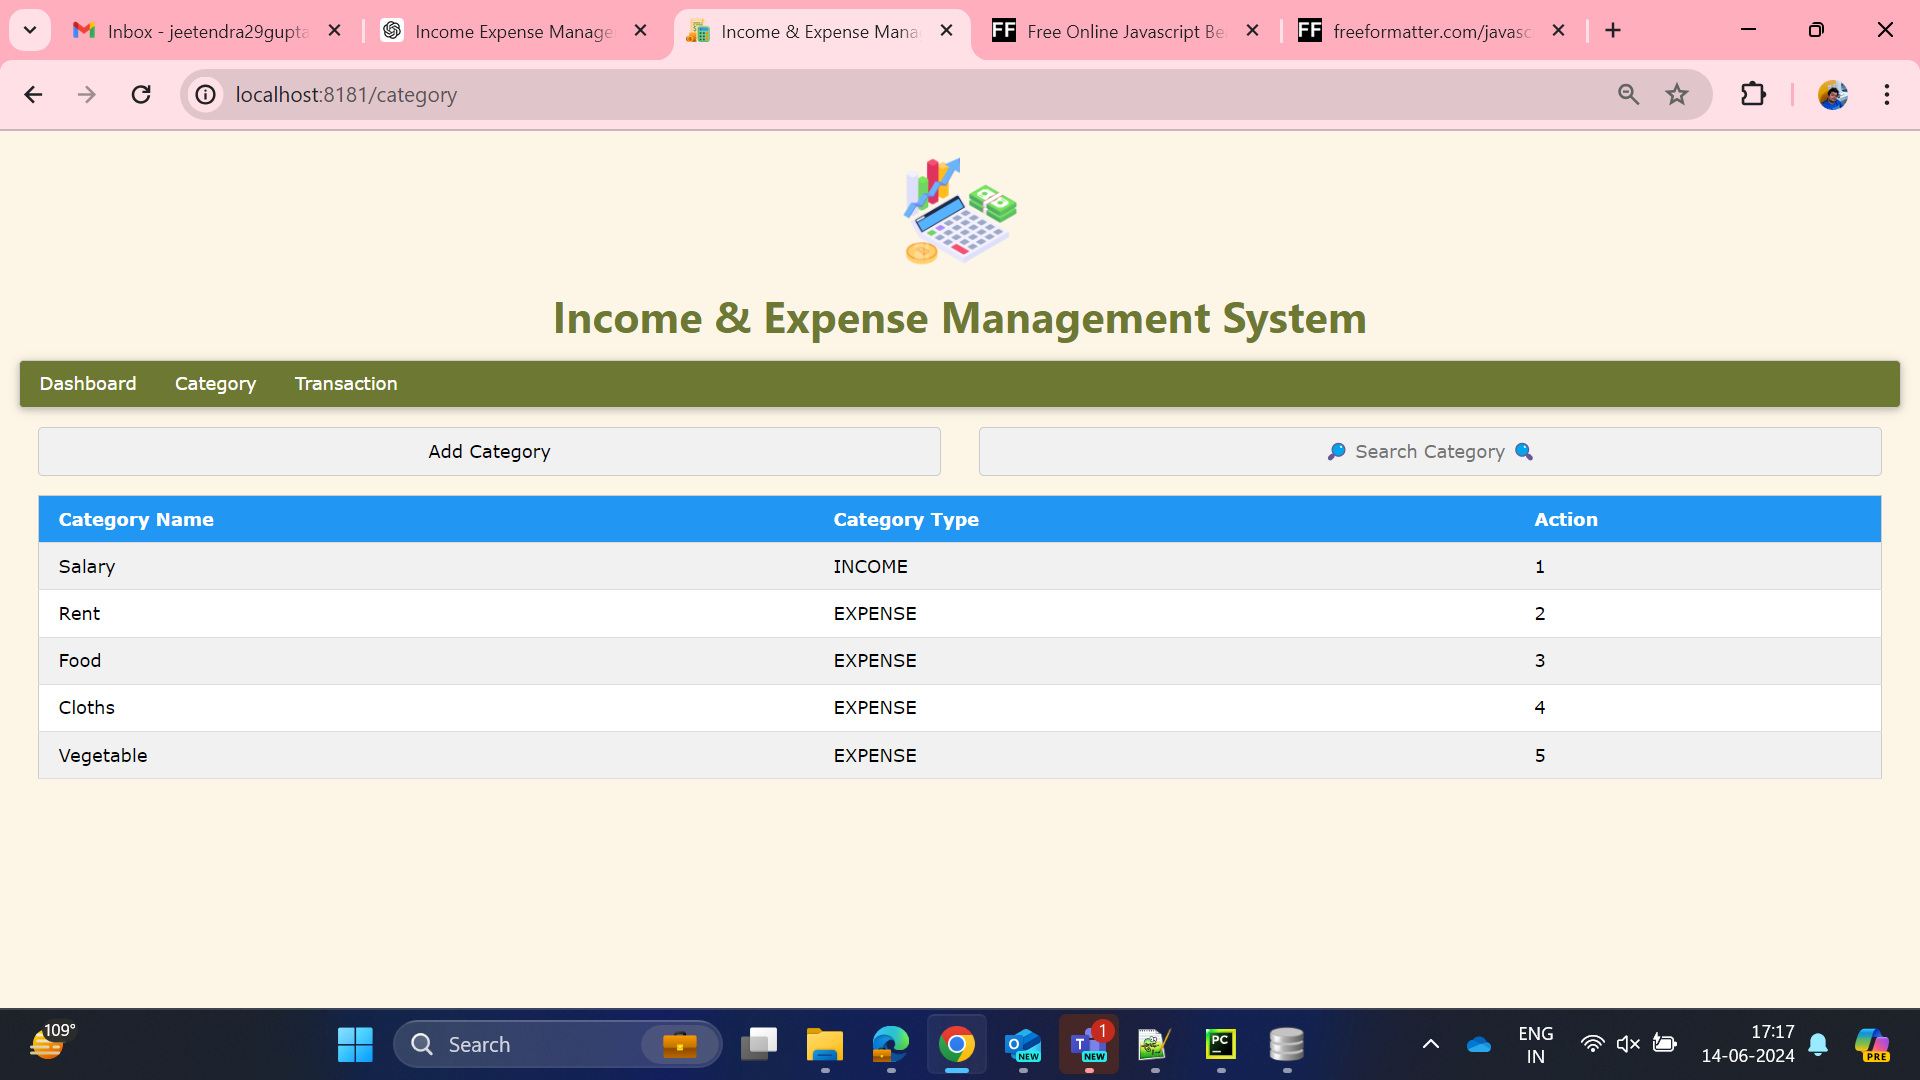 Inbox - jeetendra29gupta
Income Expense Manage
Income & Expense Mana
FF Free Online Javascript Be
FF freeformatter.com/javasc
localhost:8181/category
Income & Expense Management System
Dashboard Category Transaction
Add Category
Search Category
Category Name Category Type Action
Salary INCOME 1
Rent EXPENSE 2
Food EXPENSE 3
Cloths EXPENSE 4
Vegetable EXPENSE 5
109°
Search
O NEW
T 1 NEW
PC
ENG
IN
17:17
14-06-2024
PRE